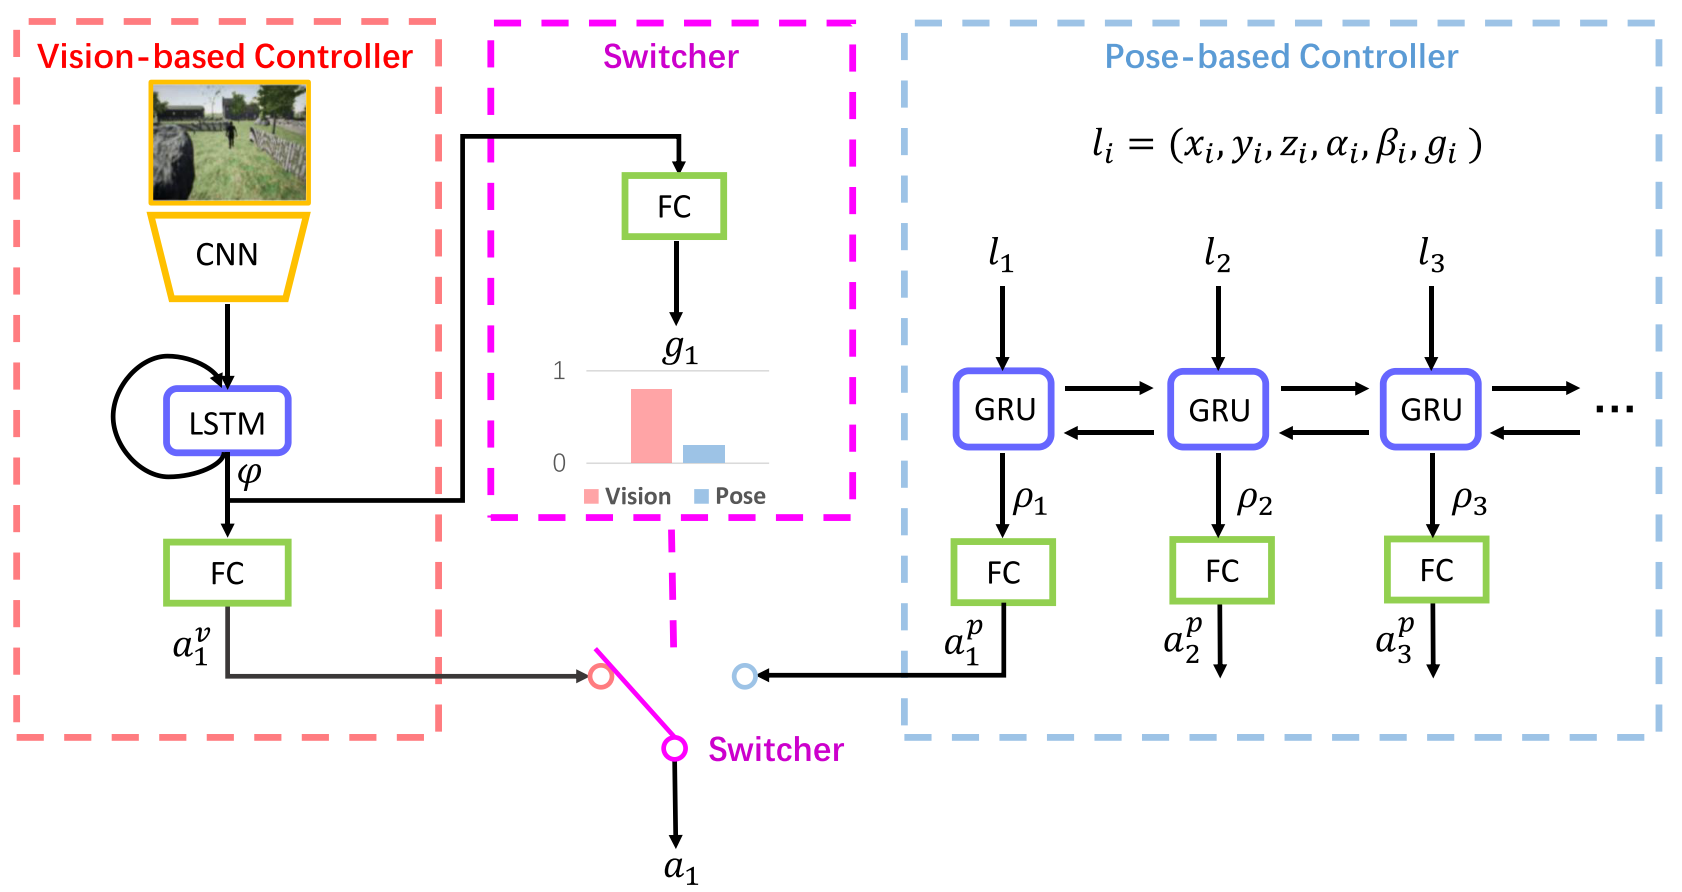 Vision-based Controller
CNN
LSTM
φ
FC
a₁ᵛ
Switcher
FC
g₁
1
0
Vision
Pose
Switcher
a₁
Pose-based Controller
lᵢ = (xᵢ, yᵢ, zᵢ, αᵢ, βᵢ, gᵢ )
l₁ l₂ l₃
GRU GRU GRU ...
ρ₁ ρ₂ ρ₃
FC FC FC
a₁ᵖ a₂ᵖ a₃ᵖ